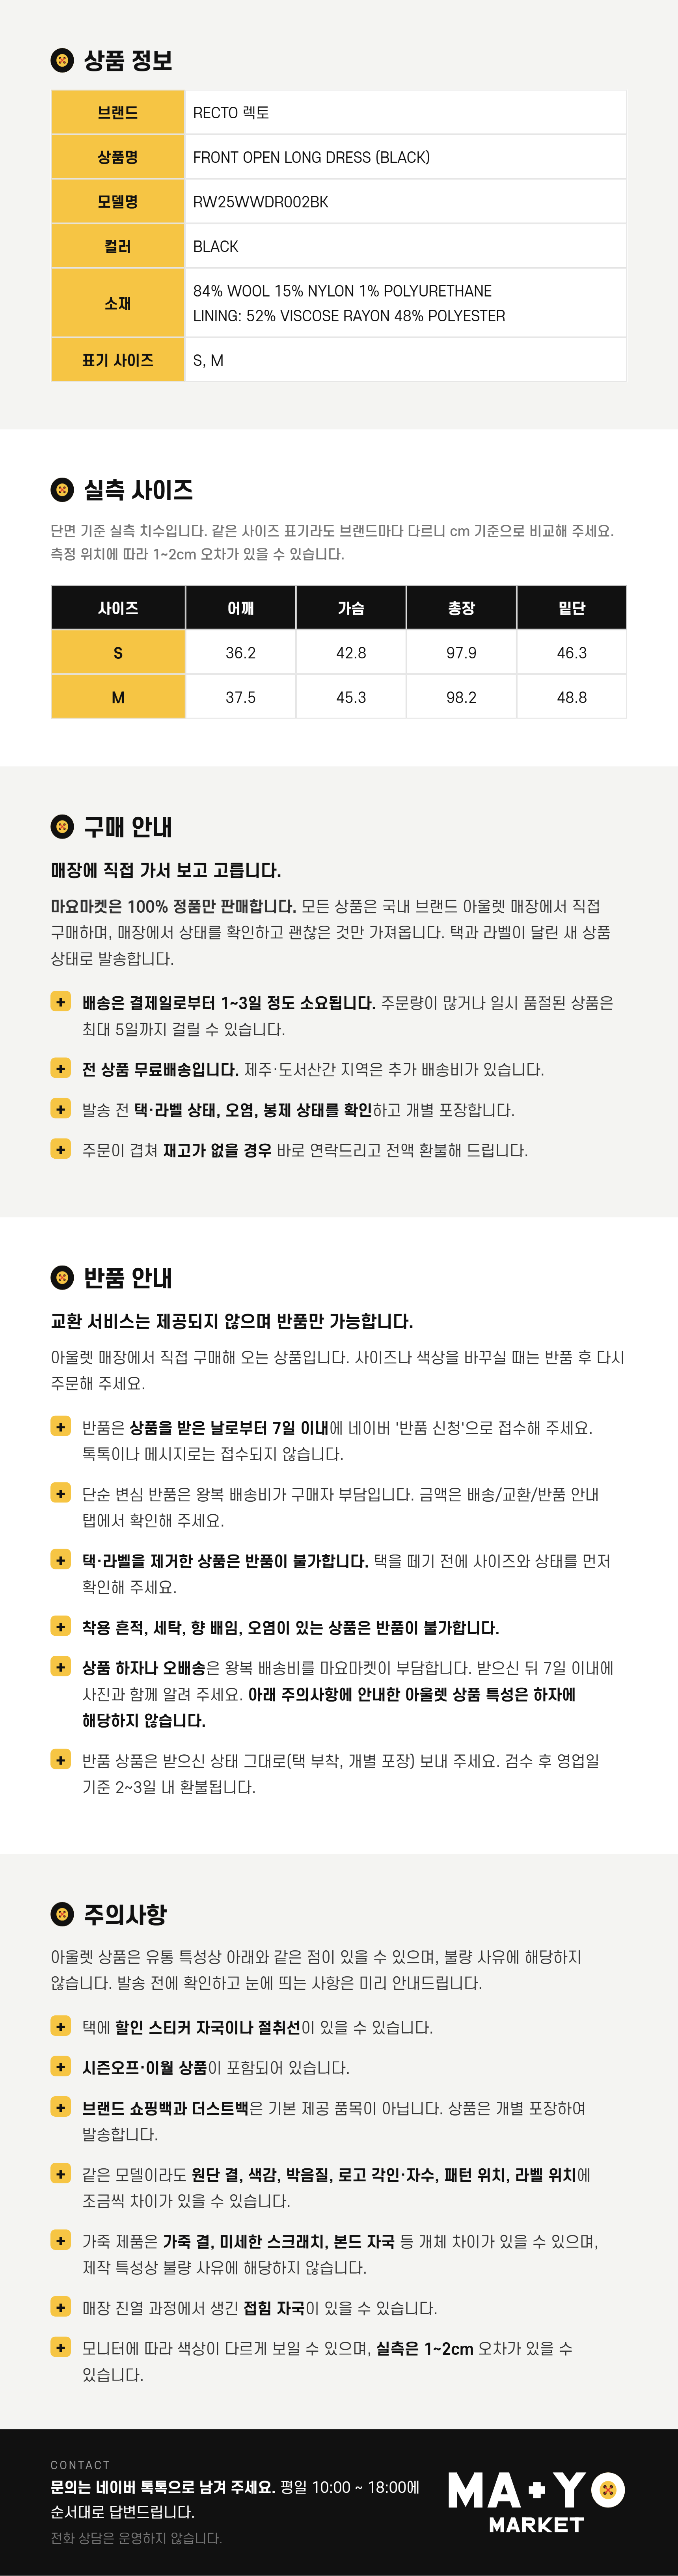 상품 정보
브랜드 RECTO 렉토
상품명 FRONT OPEN LONG DRESS (BLACK)
모델명 RW25WWDR002BK
컬러 BLACK
소재 84% WOOL 15% NYLON 1% POLYURETHANE
LINING: 52% VISCOSE RAYON 48% POLYESTER
표기 사이즈 S, M
실측 사이즈
단면 기준 실측 치수입니다. 같은 사이즈 표기라도 브랜드마다 다르니 cm 기준으로 비교해 주세요.
측정 위치에 따라 1~2cm 오차가 있을 수 있습니다.
사이즈 어깨 가슴 총장 밑단
S 36.2 42.8 97.9 46.3
M 37.5 45.3 98.2 48.8
구매 안내
매장에 직접 가서 보고 고릅니다.
마요마켓은 100% 정품만 판매합니다. 모든 상품은 국내 브랜드 아울렛 매장에서 직접
구매하며, 매장에서 상태를 확인하고 괜찮은 것만 가져옵니다. 택과 라벨이 달린 새 상품
상태로 발송합니다.
+ 배송은 결제일로부터 1~3일 정도 소요됩니다. 주문량이 많거나 일시 품절된 상품은
최대 5일까지 걸릴 수 있습니다.
+ 전 상품 무료배송입니다. 제주·도서산간 지역은 추가 배송비가 있습니다.
+ 발송 전 택·라벨 상태, 오염, 봉제 상태를 확인하고 개별 포장합니다.
+ 주문이 겹쳐 재고가 없을 경우 바로 연락드리고 전액 환불해 드립니다.
반품 안내
교환 서비스는 제공되지 않으며 반품만 가능합니다.
아울렛 매장에서 직접 구매해 오는 상품입니다. 사이즈나 색상을 바꾸실 때는 반품 후 다시
주문해 주세요.
+ 반품은 상품을 받은 날로부터 7일 이내에 네이버 '반품 신청'으로 접수해 주세요.
톡톡이나 메시지로는 접수되지 않습니다.
+ 단순 변심 반품은 왕복 배송비가 구매자 부담입니다. 금액은 배송/교환/반품 안내
탭에서 확인해 주세요.
+ 택·라벨을 제거한 상품은 반품이 불가합니다. 택을 떼기 전에 사이즈와 상태를 먼저
확인해 주세요.
+ 착용 흔적, 세탁, 향 배임, 오염이 있는 상품은 반품이 불가합니다.
+ 상품 하자나 오배송은 왕복 배송비를 마요마켓이 부담합니다. 받으신 뒤 7일 이내에
사진과 함께 알려 주세요. 아래 주의사항에 안내한 아울렛 상품 특성은 하자에
해당하지 않습니다.
+ 반품 상품은 받으신 상태 그대로(택 부착, 개별 포장) 보내 주세요. 검수 후 영업일
기준 2~3일 내 환불됩니다.
주의사항
아울렛 상품은 유통 특성상 아래와 같은 점이 있을 수 있으며, 불량 사유에 해당하지
않습니다. 발송 전에 확인하고 눈에 띄는 사항은 미리 안내드립니다.
+ 택에 할인 스티커 자국이나 절취선이 있을 수 있습니다.
+ 시즌오프·이월 상품이 포함되어 있습니다.
+ 브랜드 쇼핑백과 더스트백은 기본 제공 품목이 아닙니다. 상품은 개별 포장하여
발송합니다.
+ 같은 모델이라도 원단 결, 색감, 박음질, 로고 각인·자수, 패턴 위치, 라벨 위치에
조금씩 차이가 있을 수 있습니다.
+ 가죽 제품은 가죽 결, 미세한 스크래치, 본드 자국 등 개체 차이가 있을 수 있으며,
제작 특성상 불량 사유에 해당하지 않습니다.
+ 매장 진열 과정에서 생긴 접힘 자국이 있을 수 있습니다.
+ 모니터에 따라 색상이 다르게 보일 수 있으며, 실측은 1~2cm 오차가 있을 수
있습니다.
CONTACT
문의는 네이버 톡톡으로 남겨 주세요. 평일 10:00 ~ 18:00에
순서대로 답변드립니다.
전화 상담은 운영하지 않습니다.
MA+YO
MARKET